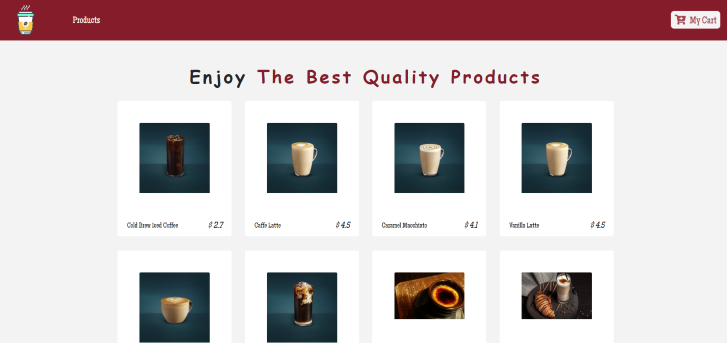 Products
My Cart
Enjoy The Best Quality Products
Cold Brew Iced Coffee $ 2.7
Caffe Latte $ 4.5
Caramel Macchiato $ 4.1
Vanilla Latte $ 4.5